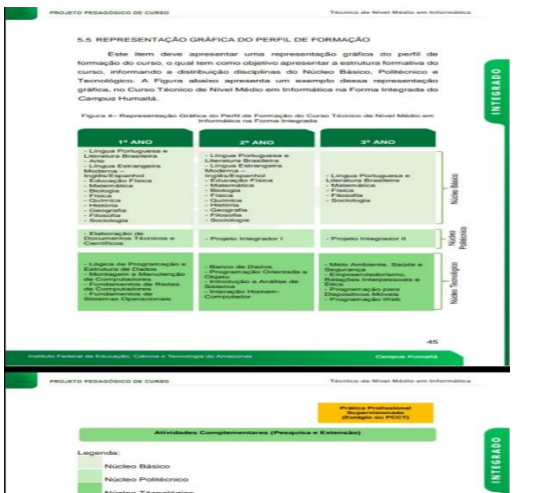 PROJETO PEDAGÓGICO DE CURSO
Técnico de Nível Médio em Informática
5.5 REPRESENTAÇÃO GRÁFICA DO PERFIL DE FORMAÇÃO
Este item deve apresentar uma representação gráfica do perfil de
formação do curso, o qual tem como objetivo apresentar a estrutura formativa do
curso, informando a distribuição disciplinas do Núcleo Básico, Politécnico e
Tecnológico. A Figura abaixo apresenta um exemplo dessa representação
gráfica, no Curso Técnico de Nível Médio em Informática na Forma Integrada do
Campus Humaitá.
INTEGRADO
Figura 4– Representação Gráfica do Perfil de Formação do Curso Técnico de Nível Médio em
Informática na Forma Integrada
1º ANO
- Língua Portuguesa e
Literatura Brasileira
- Arte
- Língua Estrangeira
Moderna –
Inglês/Espanhol
- Educação Física
- Matemática
- Biologia
- Física
- Química
- História
- Geografia
- Filosofia
- Sociologia
- Elaboração de
Documentos Técnicos e
Científicos
- Lógica de Programação e
Estrutura de Dados
- Montagem e Manutenção
de Computadores
- Fundamentos de Redes
de Computadores
- Fundamentos de
Sistemas Operacionais
2º ANO
- Língua Portuguesa e
Literatura Brasileira
- Língua Estrangeira
Moderna –
Inglês/Espanhol
- Educação Física
- Matemática
- Biologia
- Física
- Química
- História
- Geografia
- Filosofia
- Sociologia
- Projeto Integrador I
- Banco de Dados
- Programação Orientada a
Objeto
- Introdução a Análise de
Sistema
- Interação Homem-
Computador
3º ANO
- Língua Portuguesa e
Literatura Brasileira
- Matemática
- Física
- Filosofia
- Sociologia
- Projeto Integrador II
- Meio Ambiente, Saúde e
Segurança
- Empreendedorismo,
Relações Interpessoais e
Ética
- Programação para
Dispositivos Móveis
- Programação Web
Núcleo Básico
Núcleo
Politécnico
Núcleo Tecnológico
45
Instituto Federal de Educação, Ciência e Tecnologia do Amazonas
Campus Humaitá
PROJETO PEDAGÓGICO DE CURSO
Técnico de Nível Médio em Informática
Prática Profissional
Supervisionada
(Estágio ou PCCT)
Atividades Complementares (Pesquisa e Extensão)
INTEGRADO
Legenda:
Núcleo Básico
Núcleo Politécnico
Núcleo Tecnológico